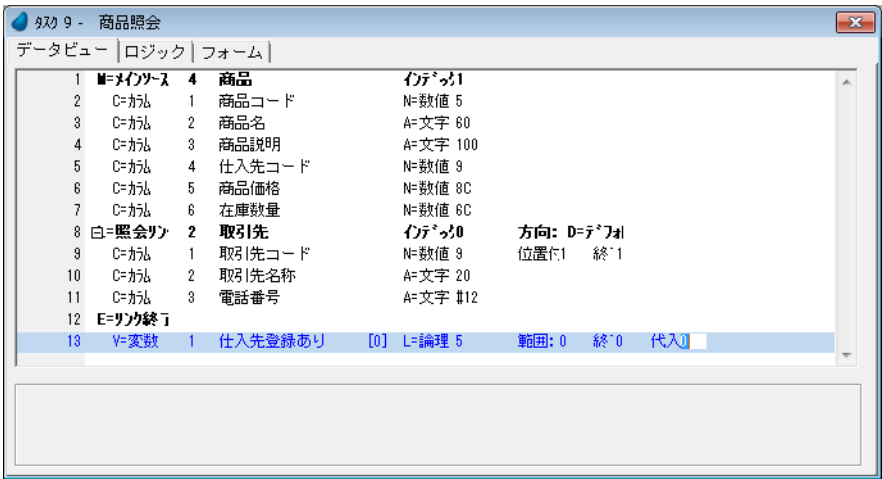 ﾀｽｸ 9 - 商品照会
データビュー ロジック フォーム
1 M=ﾒｲﾝｿｰｽ 4 商品 ｲﾝﾃﾞｯｸ1
2 C=ｶﾗﾑ 1 商品コード N=数値 5
3 C=ｶﾗﾑ 2 商品名 A=文字 60
4 C=ｶﾗﾑ 3 商品説明 A=文字 100
5 C=ｶﾗﾑ 4 仕入先コード N=数値 9
6 C=ｶﾗﾑ 5 商品価格 N=数値 8C
7 C=ｶﾗﾑ 6 在庫数量 N=数値 6C
8 =照会ﾘﾝ 2 取引先 ｲﾝﾃﾞｯｸ0 方向: D=ﾃﾞﾌｫ
9 C=ｶﾗﾑ 1 取引先コード N=数値 9 位置付1 終 1
10 C=ｶﾗﾑ 2 取引先名称 A=文字 20
11 C=ｶﾗﾑ 3 電話番号 A=文字 #12
12 E=ﾘﾝｸ終了
13 V=変数 1 仕入先登録あり [0] L=論理 5 範囲: 0 終 0 代入0